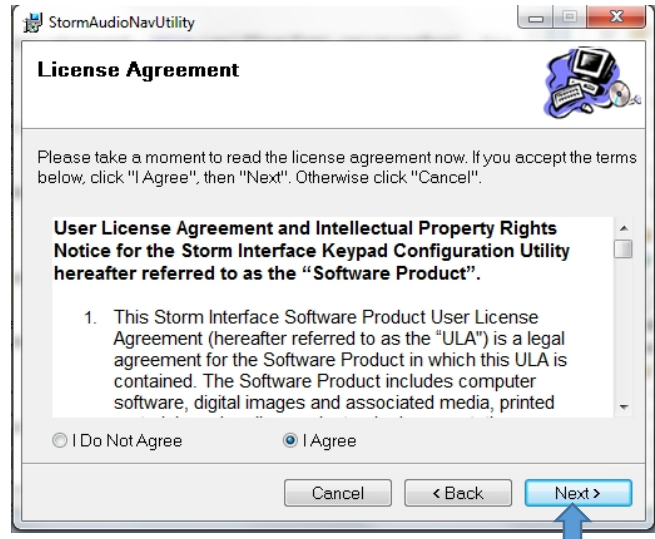 StormAudioNavUtility
License Agreement
Please take a moment to read the license agreement now. If you accept the terms
below, click "I Agree", then "Next". Otherwise click "Cancel".
User License Agreement and Intellectual Property Rights
Notice for the Storm Interface Keypad Configuration Utility
hereafter referred to as the “Software Product”.
1. This Storm Interface Software Product User License
Agreement (hereafter referred to as the “ULA”) is a legal
agreement for the Software Product in which this ULA is
contained. The Software Product includes computer
software, digital images and associated media, printed
I Do Not Agree
I Agree
Cancel
< Back
Next >